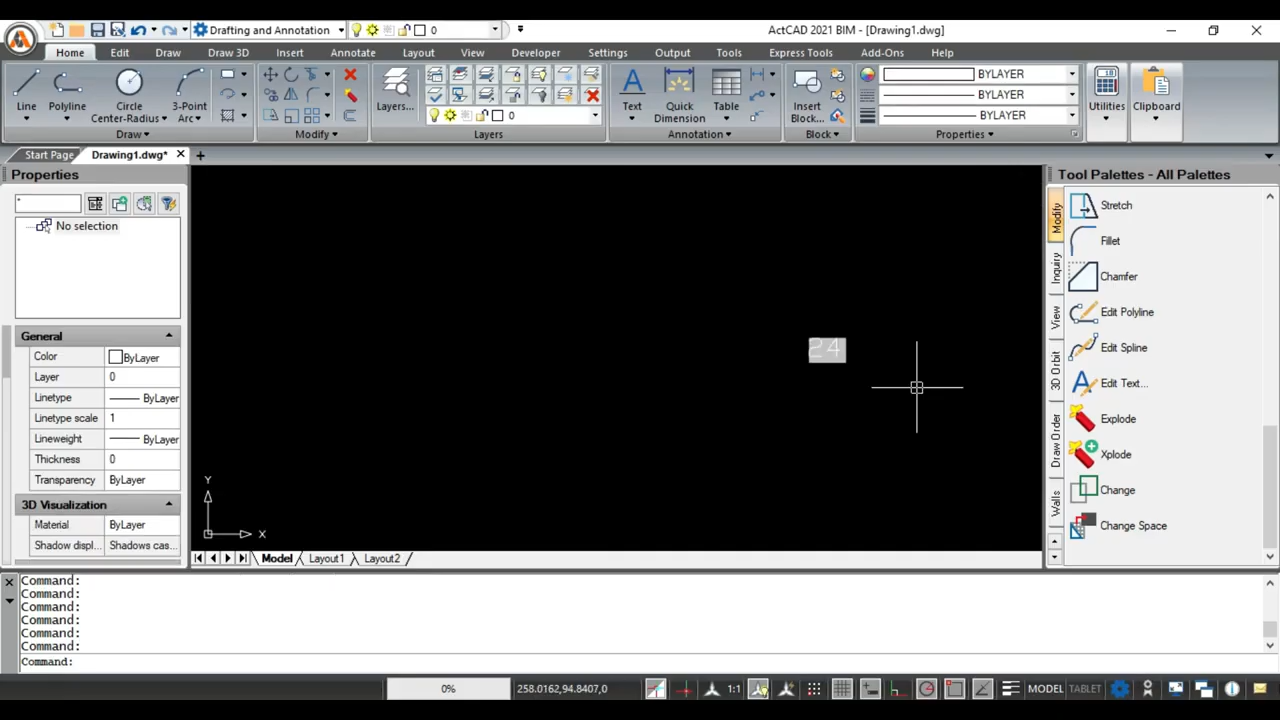 Drafting and Annotation
0
ActCAD 2021 BIM - [Drawing1.dwg]
Home
Edit
Draw
Draw 3D
Insert
Annotate
Layout
View
Developer
Settings
Output
Tools
Express Tools
Add-Ons
Help
Line
Polyline
Circle
Center-Radius
3-Point
Arc
Layers...
0
Text
Quick
Dimension
Table
Insert
Block...
BYLAYER
BYLAYER
BYLAYER
Utilities
Clipboard
Draw
Modify
Layers
Annotation
Block
Properties
Start Page
Drawing1.dwg*
Properties
Tool Palettes - All Palettes
*
No selection
General
Color
ByLayer
Layer
0
Linetype
ByLayer
Linetype scale
1
Lineweight
ByLayer
Thickness
0
Transparency
ByLayer
3D Visualization
Material
ByLayer
Shadow displ...
Shadows cas...
24
Y
X
Model
Layout1
Layout2
Modify
Inquiry
View
3D Orbit
Draw Order
Walls
Stretch
Fillet
Chamfer
Edit Polyline
Edit Spline
Edit Text...
Explode
Xplode
Change
Change Space
Command:
Command:
Command:
Command:
Command:
Command:
Command:
0%
258.0162,94.8407,0
1:1
MODEL
TABLET